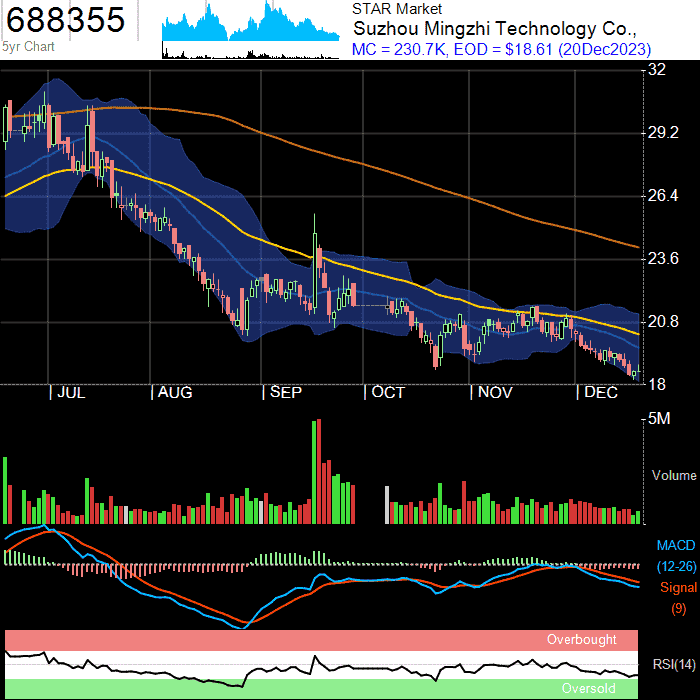 688355
5yr Chart
STAR Market
Suzhou Mingzhi Technology Co.,
MC = 230.7K, EOD = $18.61 (20Dec2023)
32
29.2
26.4
23.6
20.8
18
| JUL | AUG | SEP | OCT | NOV | DEC
5M
Volume
MACD
(12-26)
Signal
(9)
Overbought
RSI(14)
Oversold